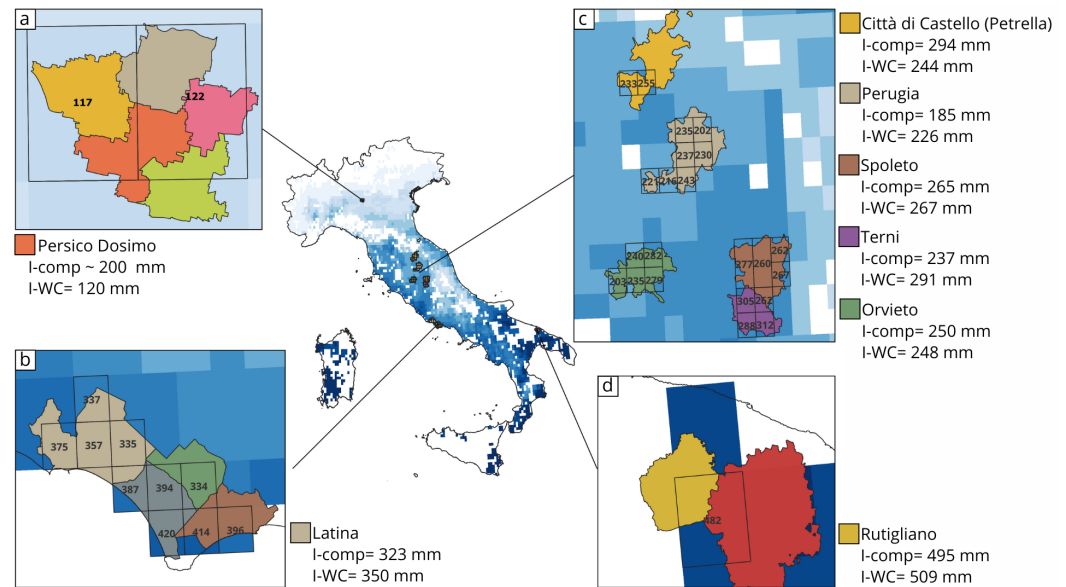 a
117
122
Persico Dosimo
I-comp ~ 200 mm
I-WC= 120 mm
b
337
375 357 335
387 394 334
420 414 396
Latina
I-comp= 323 mm
I-WC= 350 mm
c
233 255
235 202
237 230
221 216 243
240 282
203 235 279
277 260 262
267
305 262
288 312
Città di Castello (Petrella)
I-comp= 294 mm
I-WC= 244 mm
Perugia
I-comp= 185 mm
I-WC= 226 mm
Spoleto
I-comp= 265 mm
I-WC= 267 mm
Terni
I-comp= 237 mm
I-WC= 291 mm
Orvieto
I-comp= 250 mm
I-WC= 248 mm
d
482
Rutigliano
I-comp= 495 mm
I-WC= 509 mm